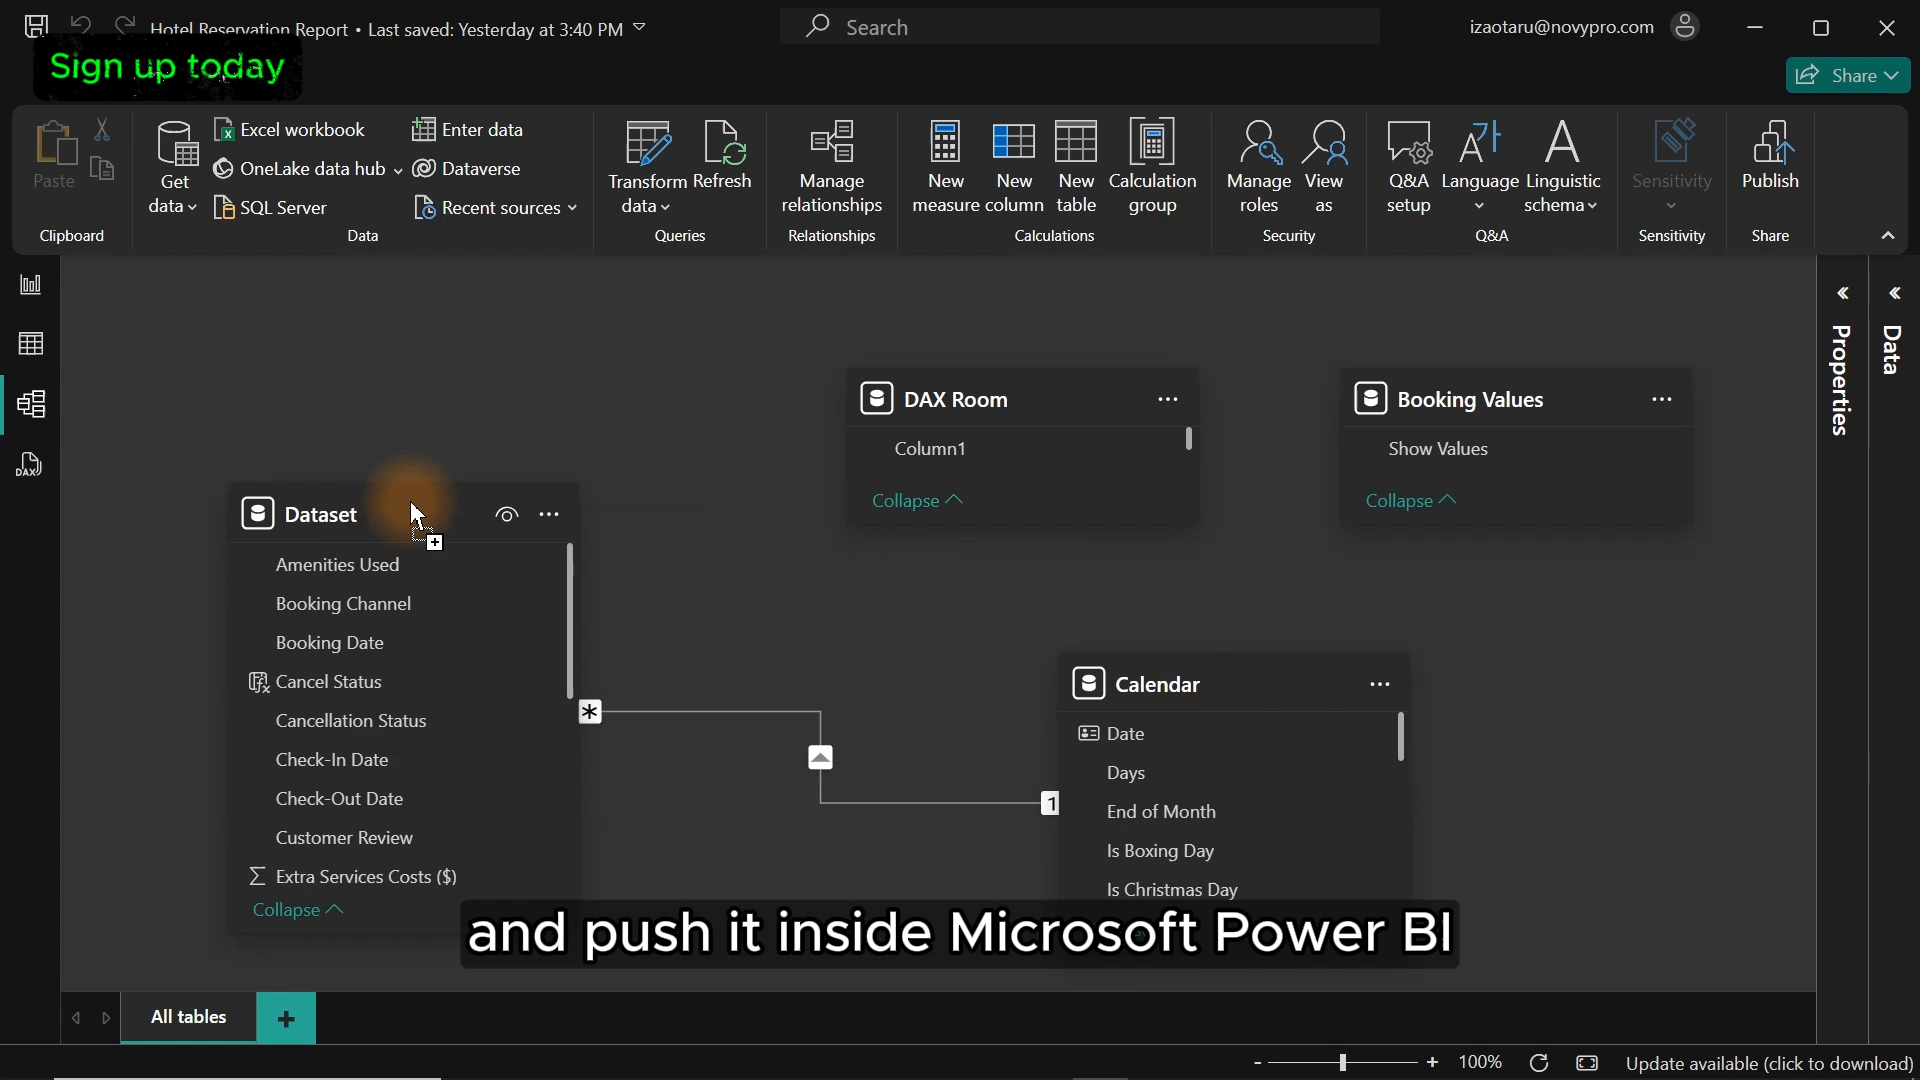 Hotel Reservation Report • Last saved: Yesterday at 3:40 PM
Search
izaotaru@novypro.com
Sign up today
Share
Paste
Clipboard
Get data
Excel workbook
OneLake data hub
SQL Server
Enter data
Dataverse
Recent sources
Data
Transform data
Refresh
Queries
Manage relationships
Relationships
New measure
New column
New table
Calculation group
Calculations
Manage roles
View as
Security
Q&A setup
Language
Linguistic schema
Q&A
Sensitivity
Sensitivity
Publish
Share
DAX
Dataset
Amenities Used
Booking Channel
Booking Date
Cancel Status
Cancellation Status
Check-In Date
Check-Out Date
Customer Review
Extra Services Costs ($)
Collapse
DAX Room
Column1
Collapse
Booking Values
Show Values
Collapse
*
1
Calendar
Date
Days
End of Month
Is Boxing Day
Is Christmas Day
Properties
Data
and push it inside Microsoft Power BI
All tables
+
- + 100%
Update available (click to download)